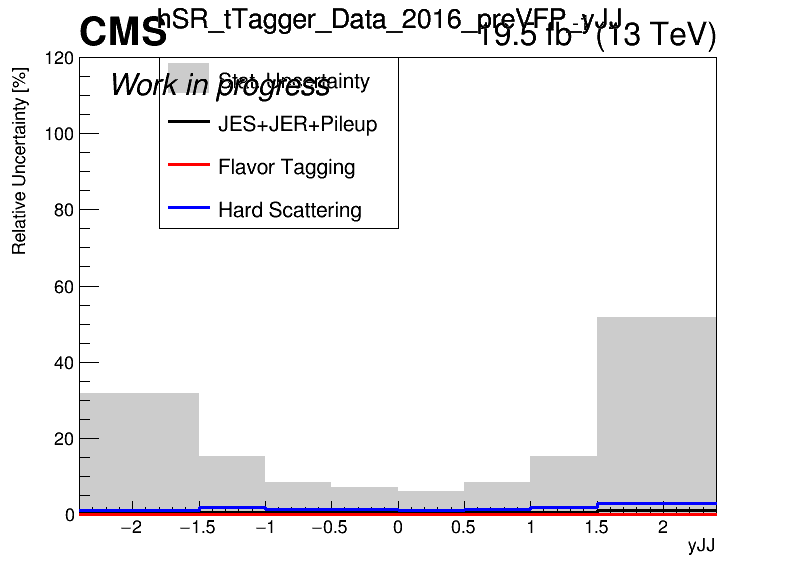 hSR_tTagger_Data_2016_preVFP_yJJ
CMS
19.5 fb⁻¹ (13 TeV)
Work in progress
Stat. Uncertainty
JES+JER+Pileup
Flavor Tagging
Hard Scattering
Relative Uncertainty [%]
120
100
80
60
40
20
0
−2 −1.5 −1 −0.5 0 0.5 1 1.5 2
yJJ